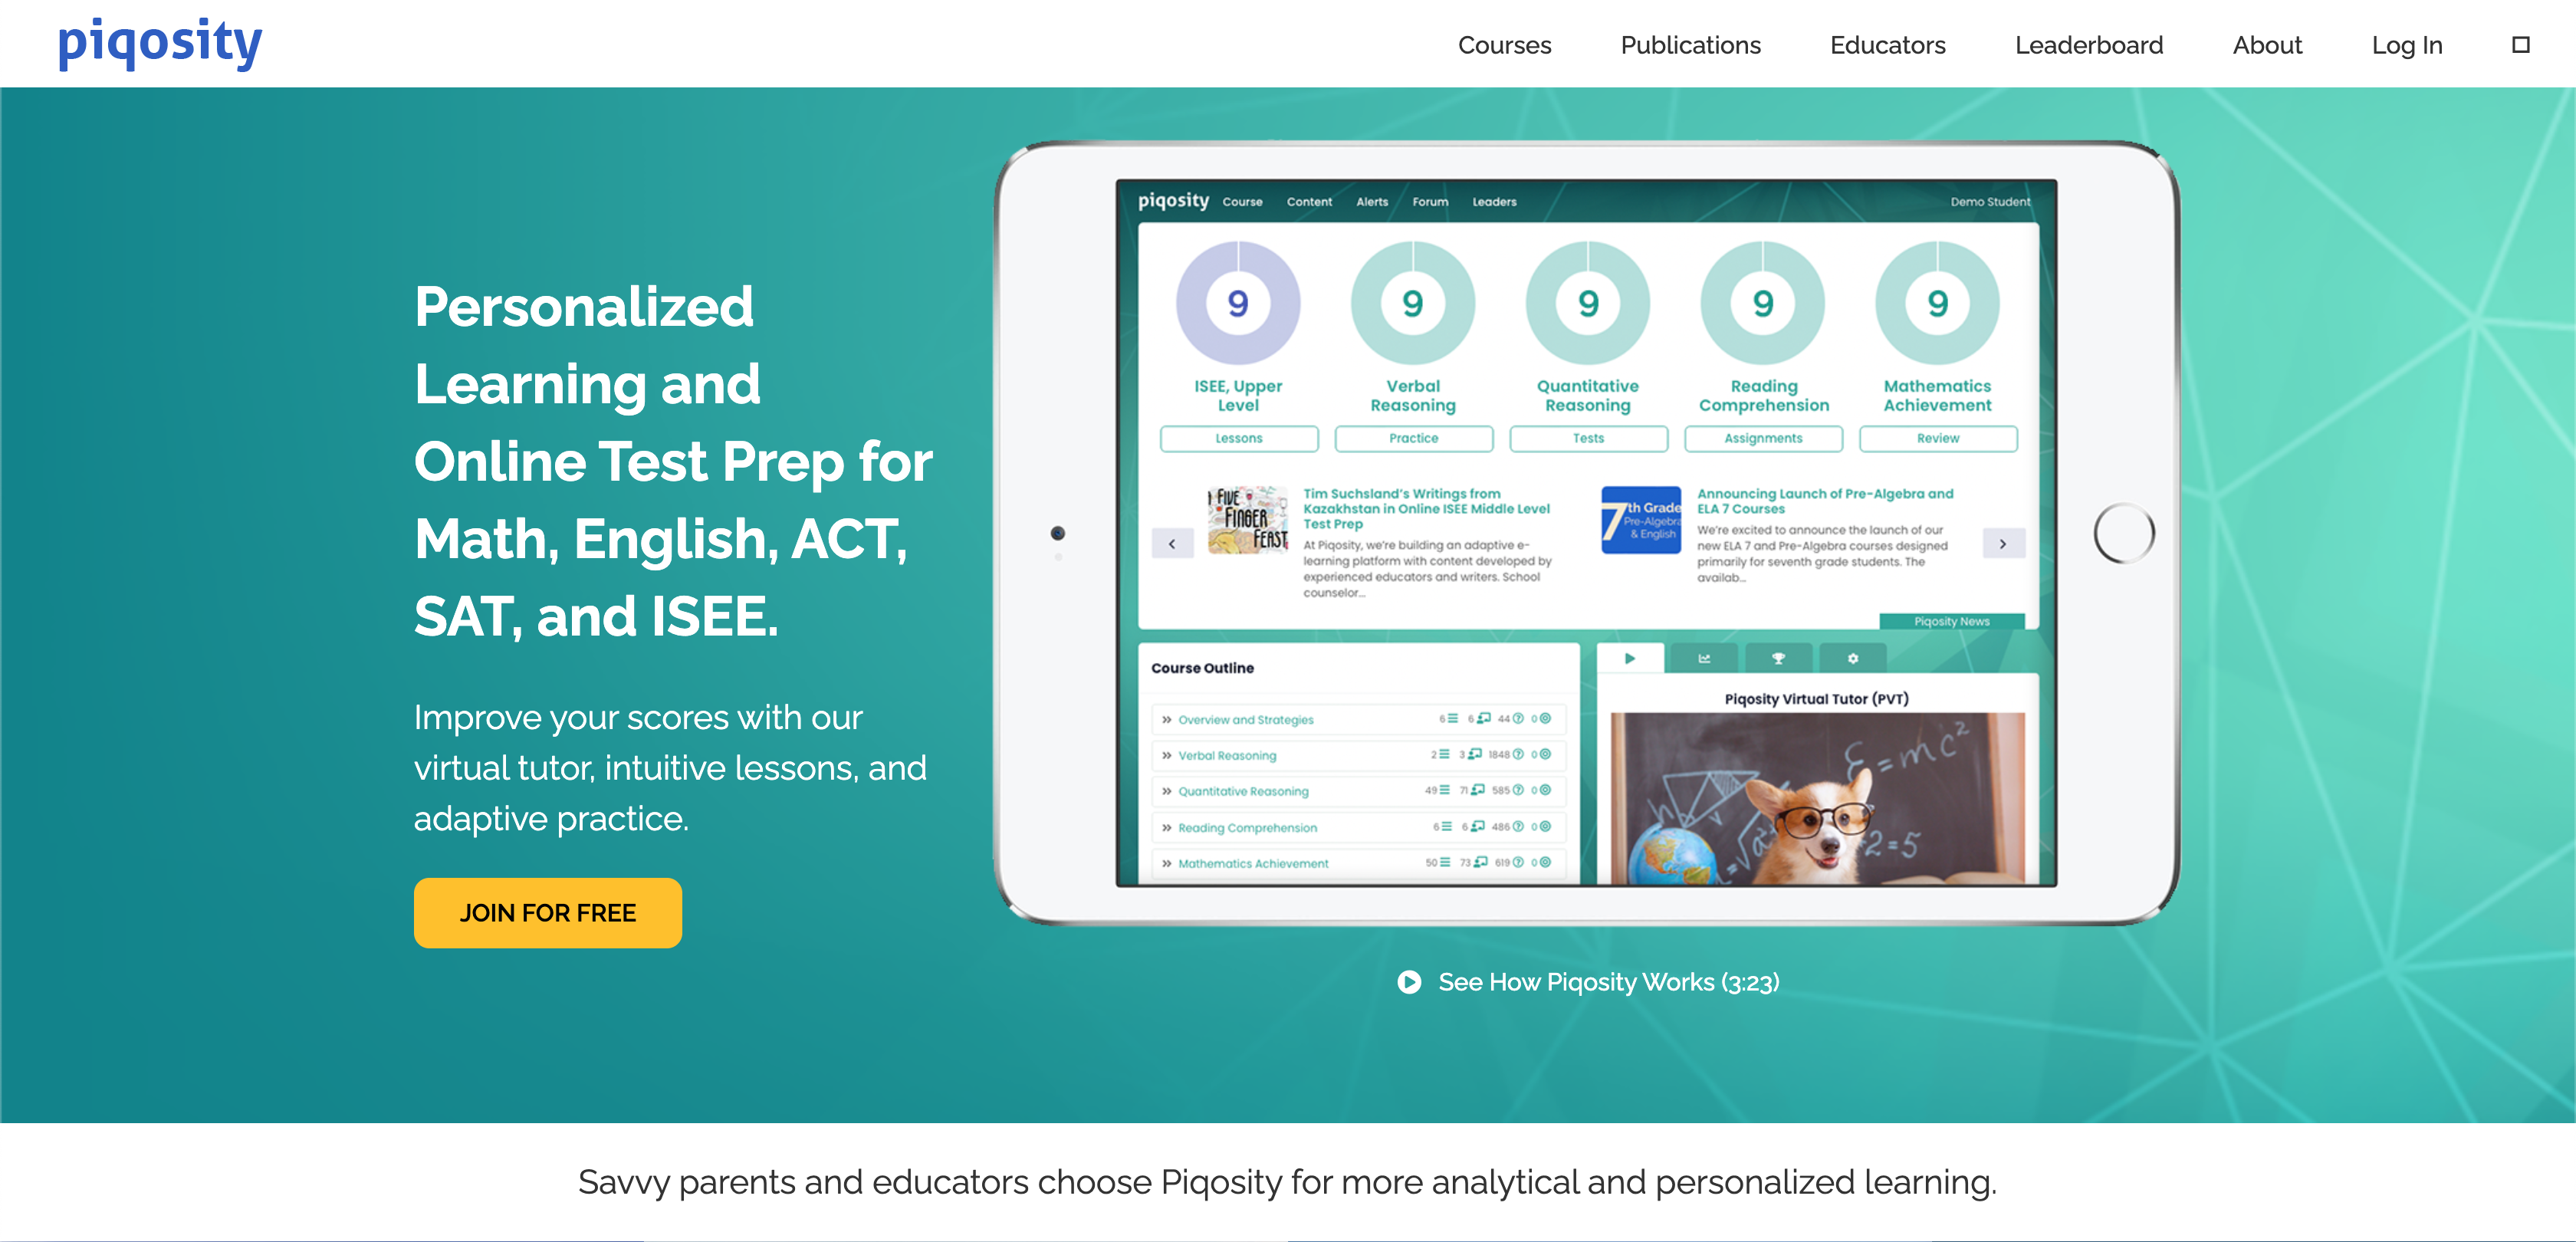 piqosity
Courses Publications Educators Leaderboard About Log In
Personalized
Learning and
Online Test Prep for
Math, English, ACT,
SAT, and ISEE.
Improve your scores with our
virtual tutor, intuitive lessons, and
adaptive practice.
JOIN FOR FREE
piqosity Course Content Alerts Forum Leaders Demo Student
9 9 9 9 9
ISEE, Upper
Level
Verbal
Reasoning
Quantitative
Reasoning
Reading
Comprehension
Mathematics
Achievement
Lessons Practice Tests Assignments Review
FIVE
FINGER
FEAST
Tim Suchsland's Writings from
Kazakhstan in Online ISEE Middle Level
Test Prep
At Piqosity, we're building an adaptive e-
learning platform with content developed by
experienced educators and writers. School
counselor...
7th Grade
Pre-Algebra
& English
Announcing Launch of Pre-Algebra and
ELA 7 Courses
We're excited to announce the launch of our
new ELA 7 and Pre-Algebra courses designed
primarily for seventh grade students. The
availab...
Piqosity News
Course Outline
Overview and Strategies 6 6 44 0
Verbal Reasoning 2 3 1848 0
Quantitative Reasoning 49 71 585 0
Reading Comprehension 6 6 486 0
Mathematics Achievement 50 73 619 0
Piqosity Virtual Tutor (PVT)
=mc²
2=5
See How Piqosity Works (3:23)
Savvy parents and educators choose Piqosity for more analytical and personalized learning.